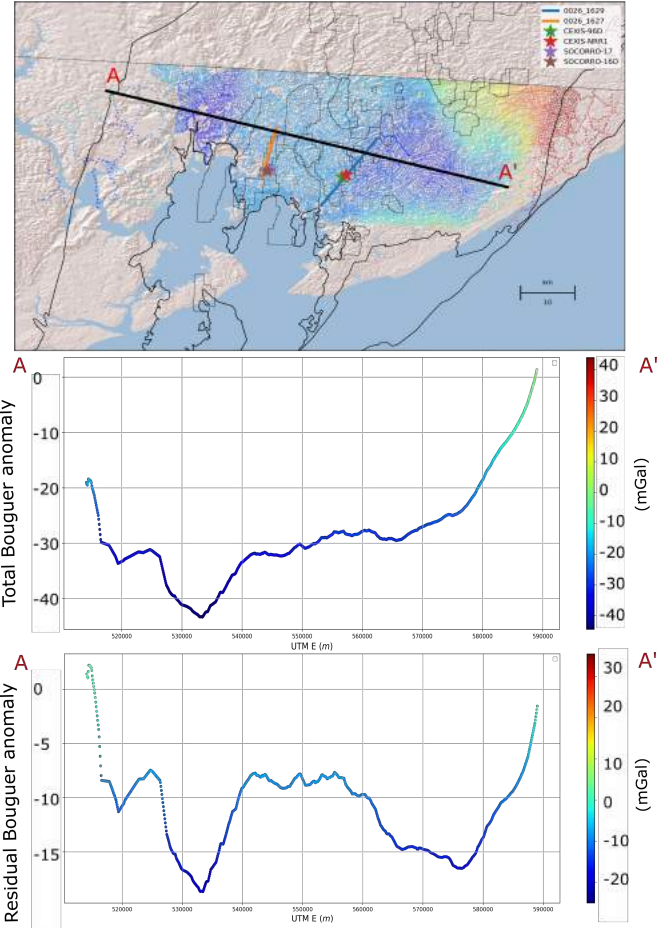 0026_1629
0026_1627
CEXIS-96D
CEXIS-NRR1
SOCORRO-17
SOCORRO-16D
A
A'
km
10
A
A'
Total Bouguer anomaly
0
-10
-20
-30
-40
520000 530000 540000 550000 560000 570000 580000 590000
UTM E (m)
40
30
20
10
0
-10
-20
-30
-40
(mGal)
A
A'
Residual Bouguer anomaly
0
-5
-10
-15
520000 530000 540000 550000 560000 570000 580000 590000
UTM E (m)
30
20
10
0
-10
-20
(mGal)